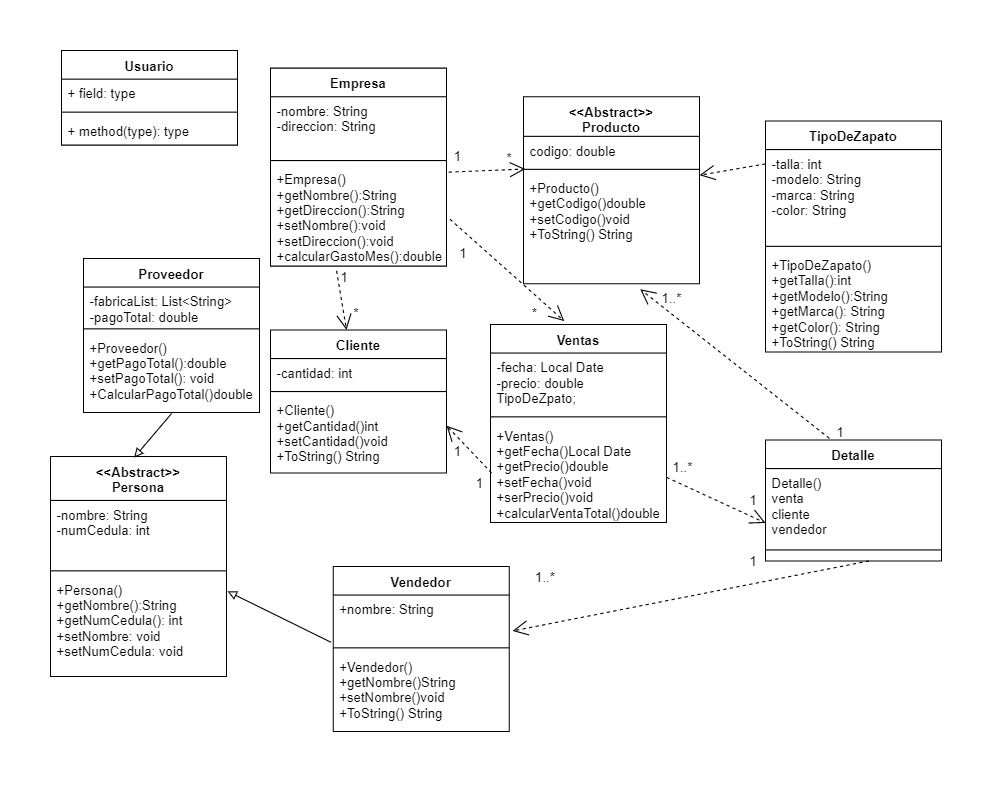 Usuario
+ field: type
+ method(type): type
Empresa
-nombre: String
-direccion: String
+Empresa()
+getNombre():String
+getDireccion():String
+setNombre():void
+setDireccion():void
+calcularGastoMes():double
1
*
<<Abstract>>
Producto
codigo: double
+Producto()
+getCodigo()double
+setCodigo()void
+ToString() String
TipoDeZapato
-talla: int
-modelo: String
-marca: String
-color: String
+TipoDeZapato()
+getTalla():int
+getModelo():String
+getMarca(): String
+getColor(): String
+ToString() String
1
*
1
*
1..*
1
Proveedor
-fabricaList: List<String>
-pagoTotal: double
+Proveedor()
+getPagoTotal():double
+setPagoTotal(): void
+CalcularPagoTotal()double
Cliente
-cantidad: int
+Cliente()
+getCantidad()int
+setCantidad()void
+ToString() String
1
1
Ventas
-fecha: Local Date
-precio: double
TipoDeZpato;
+Ventas()
+getFecha()Local Date
+getPrecio()double
+setFecha()void
+serPrecio()void
+calcularVentaTotal()double
1..*
1
Detalle
Detalle()
venta
cliente
vendedor
1
1..*
<<Abstract>>
Persona
-nombre: String
-numCedula: int
+Persona()
+getNombre():String
+getNumCedula(): int
+setNombre: void
+setNumCedula: void
Vendedor
+nombre: String
+Vendedor()
+getNombre()String
+setNombre()void
+ToString() String